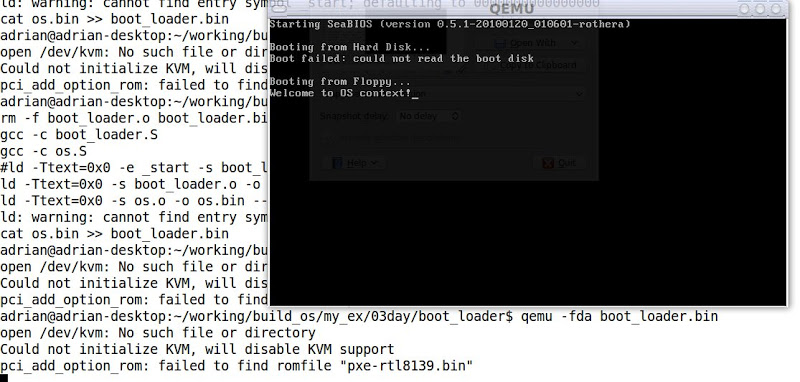 ld: warning: cannot find entry symbol _start; defaulting to 0000000000000000
cat os.bin >> boot_loader.bin
adrian@adrian-desktop:~/working/bu
open /dev/kvm: No such file or dir
Could not initialize KVM, will dis
pci_add_option_rom: failed to find
adrian@adrian-desktop:~/working/bu
rm -f boot_loader.o boot_loader.bi
gcc -c boot_loader.S
gcc -c os.S
#ld -Ttext=0x0 -e _start -s boot_l
ld -Ttext=0x0 -s boot_loader.o -o
ld -Ttext=0x0 -s os.o -o os.bin --
ld: warning: cannot find entry sym
cat os.bin >> boot_loader.bin
adrian@adrian-desktop:~/working/bu
open /dev/kvm: No such file or dir
Could not initialize KVM, will dis
pci_add_option_rom: failed to find
adrian@adrian-desktop:~/working/build_os/my_ex/03day/boot_loader$ qemu -fda boot_loader.bin
open /dev/kvm: No such file or directory
Could not initialize KVM, will disable KVM support
pci_add_option_rom: failed to find romfile "pxe-rtl8139.bin"
QEMU
Starting SeaBIOS (version 0.5.1-20100120_010601-rothera)
Booting from Hard Disk...
Boot failed: could not read the boot disk
Booting from Floppy...
Welcome to OS context!_
Open With
Copy to Clipboard
Snapshot delay: No delay
Help
Quit